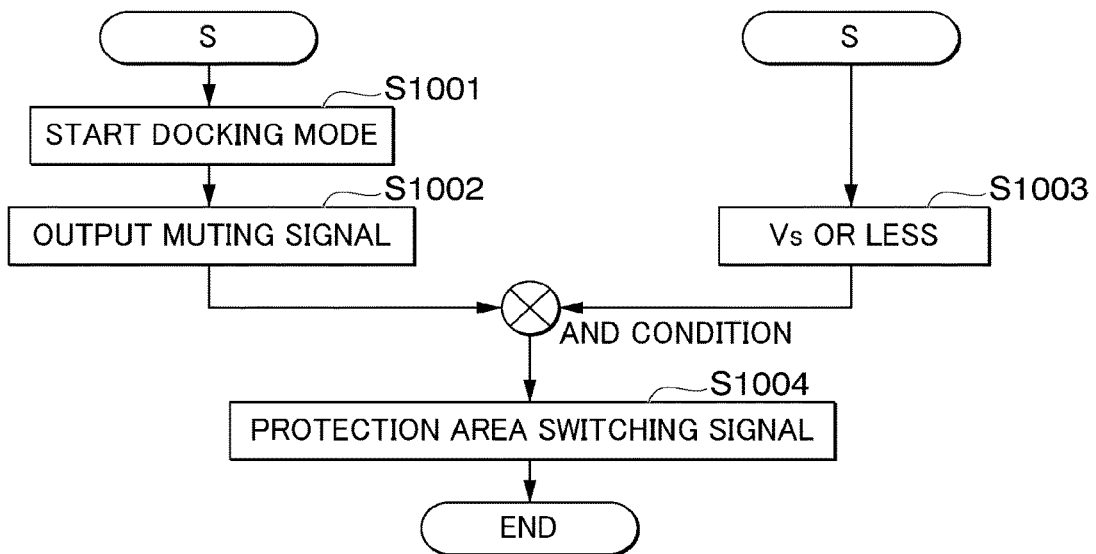 S
S
S1001
START DOCKING MODE
S1002
OUTPUT MUTING SIGNAL
S1003
Vs OR LESS
AND CONDITION
S1004
PROTECTION AREA SWITCHING SIGNAL
END